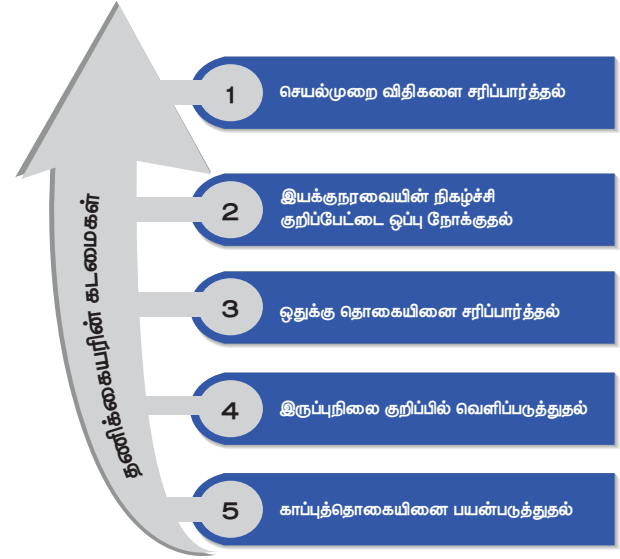 தணிக்கையரின் கடமைகள்
1
செயல்முறை விதிகளை சரிப்பார்த்தல்
2
இயக்குநரவையின் நிகழ்ச்சி
குறிப்பேட்டை ஒப்பு நோக்குதல்
3
ஒதுக்கு தொகையினை சரிப்பார்த்தல்
4
இருப்புநிலை குறிப்பில் வெளிப்படுத்துதல்
5
காப்புத்தொகையினை பயன்படுத்துதல்